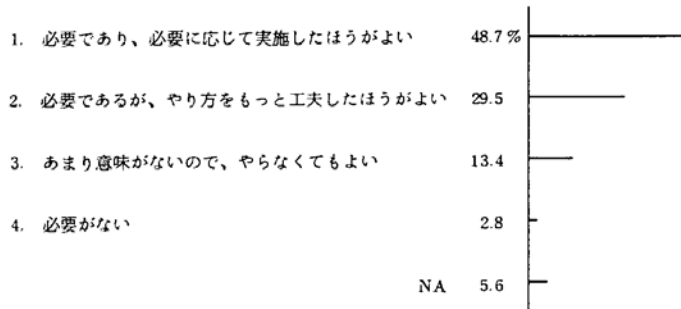 1. 必要であり、必要に応じて実施したほうがよい 48.7%
2. 必要であるが、やり方をもっと工夫したほうがよい 29.5
3. あまり意味がないので、やらなくてもよい 13.4
4. 必要がない 2.8
NA 5.6